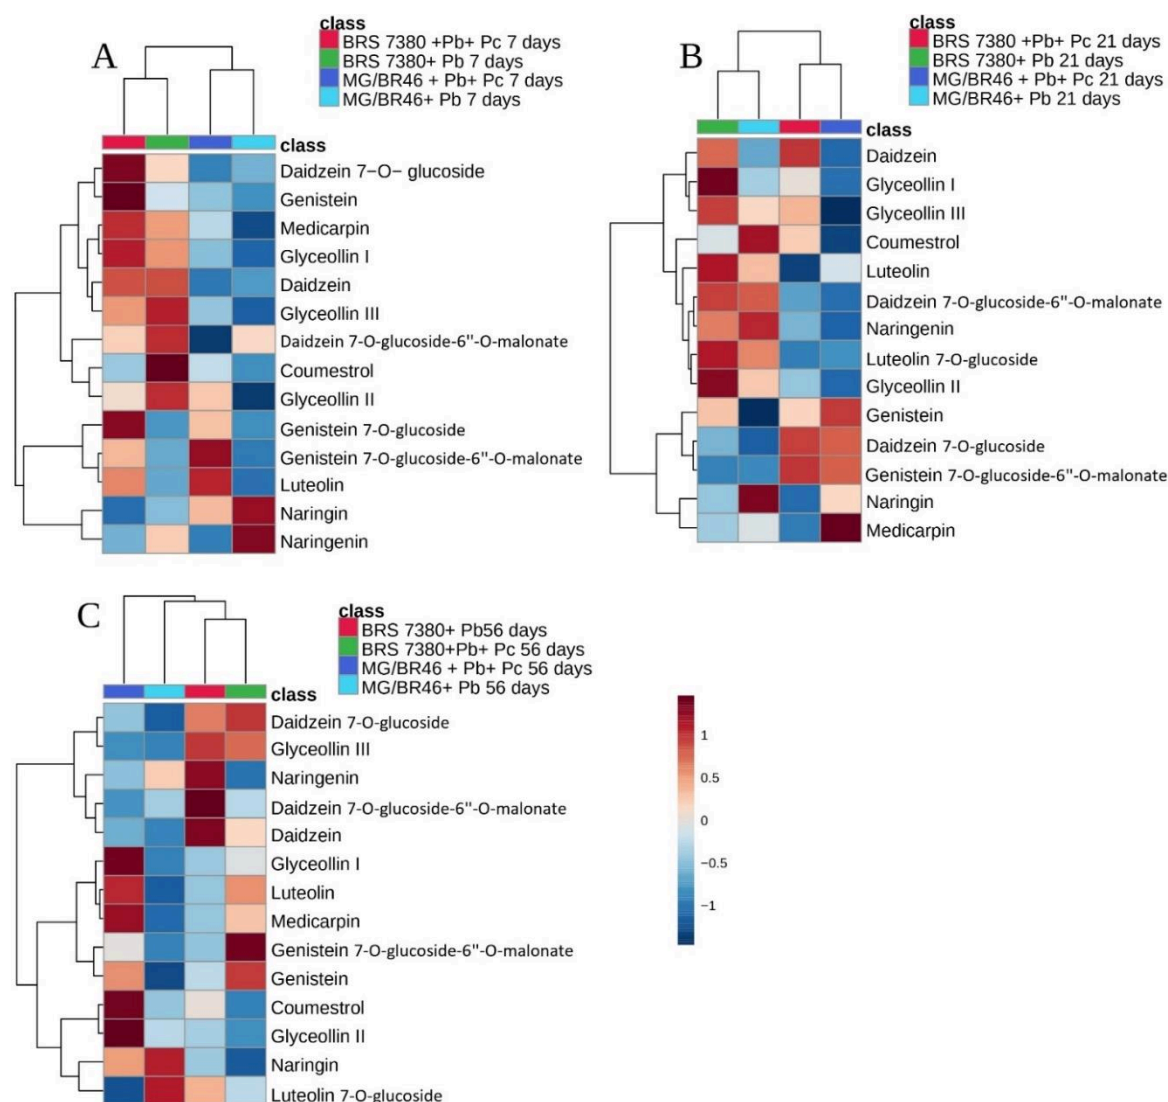 A
class
BRS 7380 +Pb+ Pc 7 days
BRS 7380+ Pb 7 days
MG/BR46 + Pb+ Pc 7 days
MG/BR46+ Pb 7 days
class
Daidzein 7−O− glucoside
Genistein
Medicarpin
Glyceollin I
Daidzein
Glyceollin III
Daidzein 7-O-glucoside-6"-O-malonate
Coumestrol
Glyceollin II
Genistein 7-O-glucoside
Genistein 7-O-glucoside-6"-O-malonate
Luteolin
Naringin
Naringenin
B
class
BRS 7380 +Pb+ Pc 21 days
BRS 7380+ Pb 21 days
MG/BR46 + Pb+ Pc 21 days
MG/BR46+ Pb 21 days
class
Daidzein
Glyceollin I
Glyceollin III
Coumestrol
Luteolin
Daidzein 7-O-glucoside-6"-O-malonate
Naringenin
Luteolin 7-O-glucoside
Glyceollin II
Genistein
Daidzein 7-O-glucoside
Genistein 7-O-glucoside-6"-O-malonate
Naringin
Medicarpin
C
class
BRS 7380+ Pb56 days
BRS 7380+Pb+ Pc 56 days
MG/BR46 + Pb+ Pc 56 days
MG/BR46+ Pb 56 days
class
Daidzein 7-O-glucoside
Glyceollin III
Naringenin
Daidzein 7-O-glucoside-6"-O-malonate
Daidzein
Glyceollin I
Luteolin
Medicarpin
Genistein 7-O-glucoside-6"-O-malonate
Genistein
Coumestrol
Glyceollin II
Naringin
Luteolin 7-O-glucoside
1
0.5
0
−0.5
−1